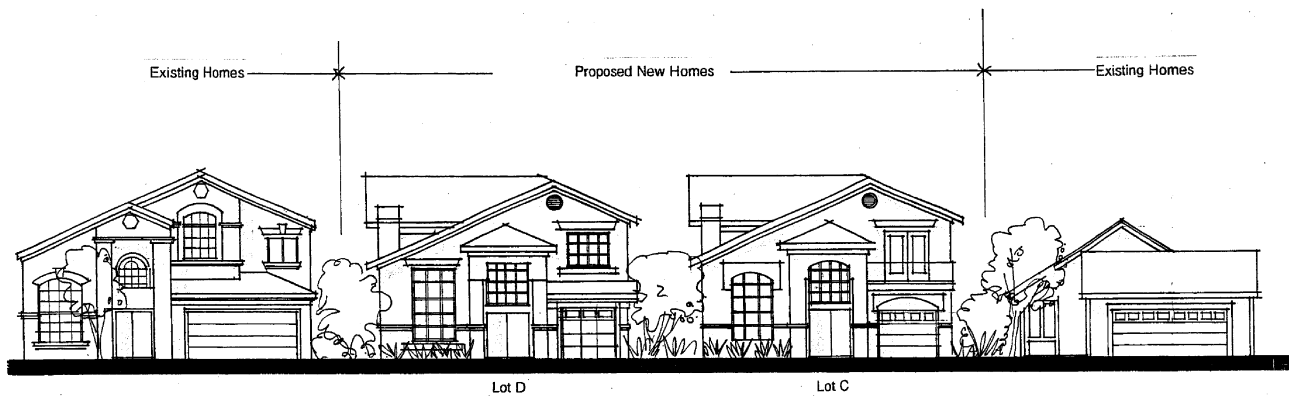 Existing Homes
Proposed New Homes
Existing Homes
Lot D
Lot C